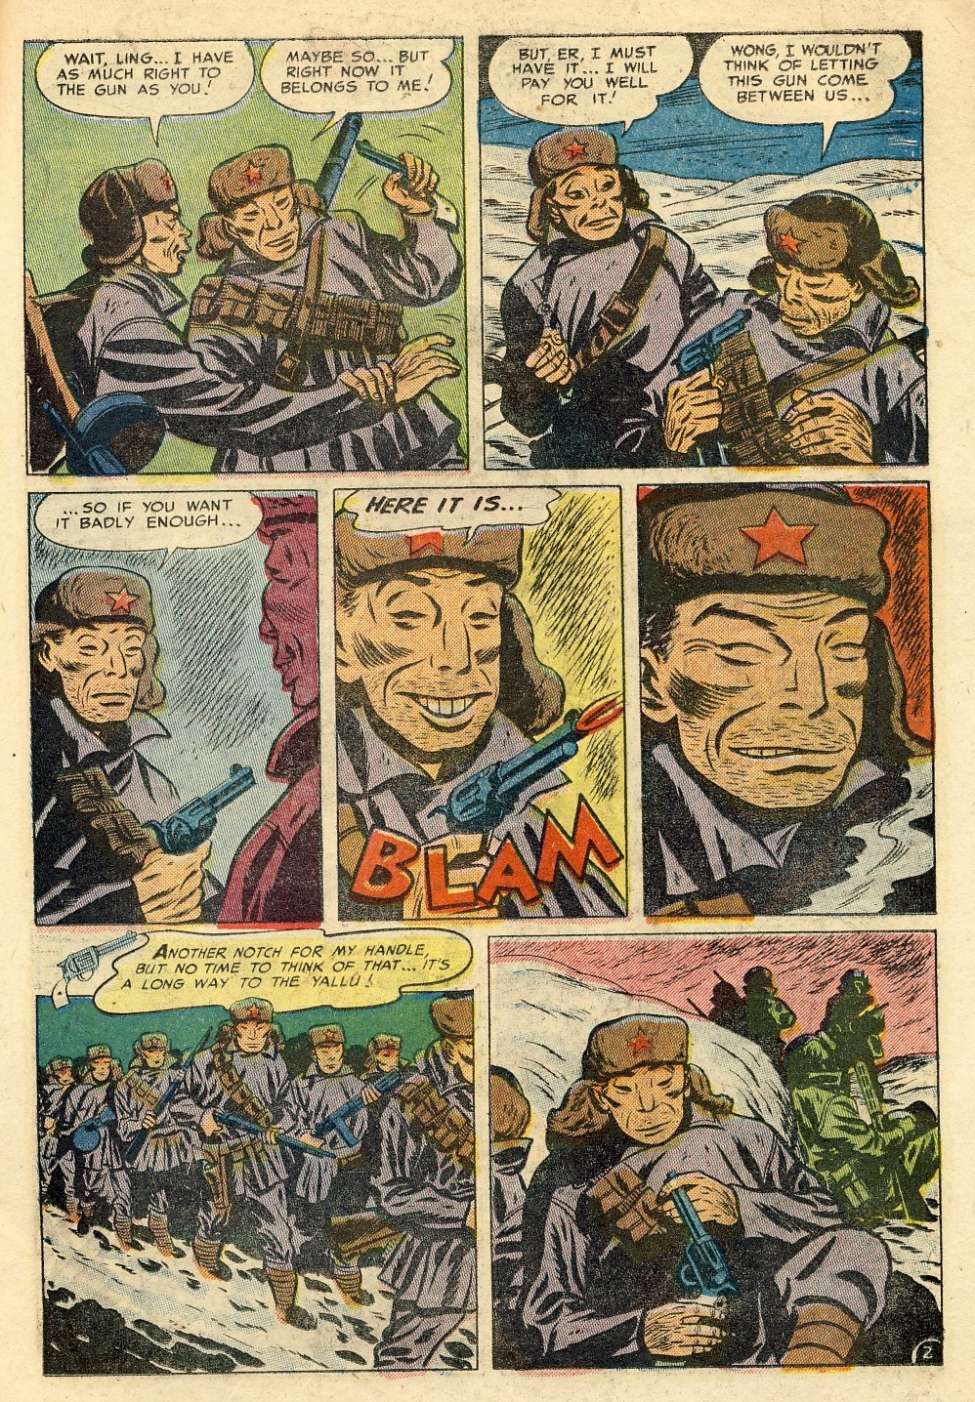 WAIT, LING... I HAVE
AS MUCH RIGHT TO
THE GUN AS YOU!
MAYBE SO... BUT
RIGHT NOW IT
BELONGS TO ME!
BUT, ER, I MUST
HAVE IT... I WILL
PAY YOU WELL
FOR IT!
WONG, I WOULDN'T
THINK OF LETTING
THIS GUN COME
BETWEEN US...
...SO IF YOU WANT
IT BADLY ENOUGH...
HERE IT IS...
BLAM
ANOTHER NOTCH FOR MY HANDLE,
BUT NO TIME TO THINK OF THAT... IT'S
A LONG WAY TO THE YALLU!
2